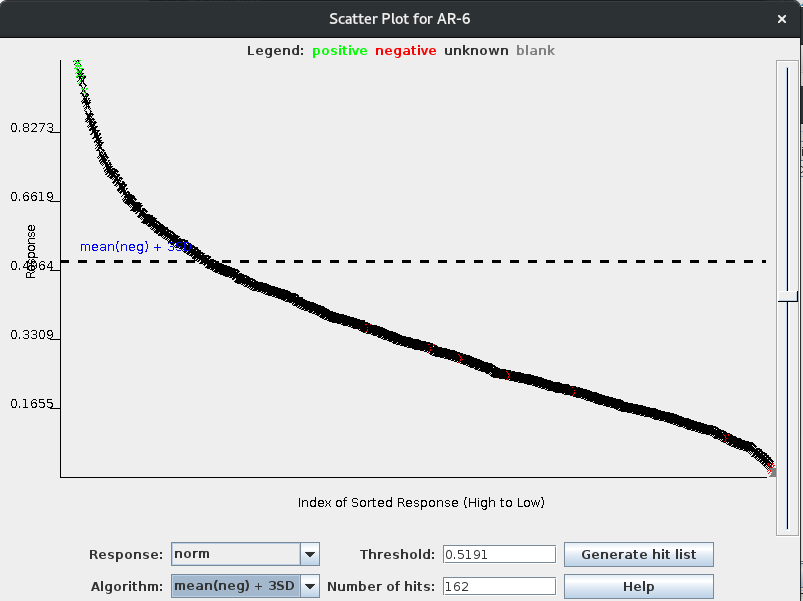 Scatter Plot for AR-6 ×
Legend: positive negative unknown blank
0.8273
0.6619
mean(neg) + 3SD
Response
0.4964
0.3309
0.1655
Index of Sorted Response (High to Low)
Response: norm Threshold: 0.5191 Generate hit list
Algorithm: mean(neg) + 3SD Number of hits: 162 Help